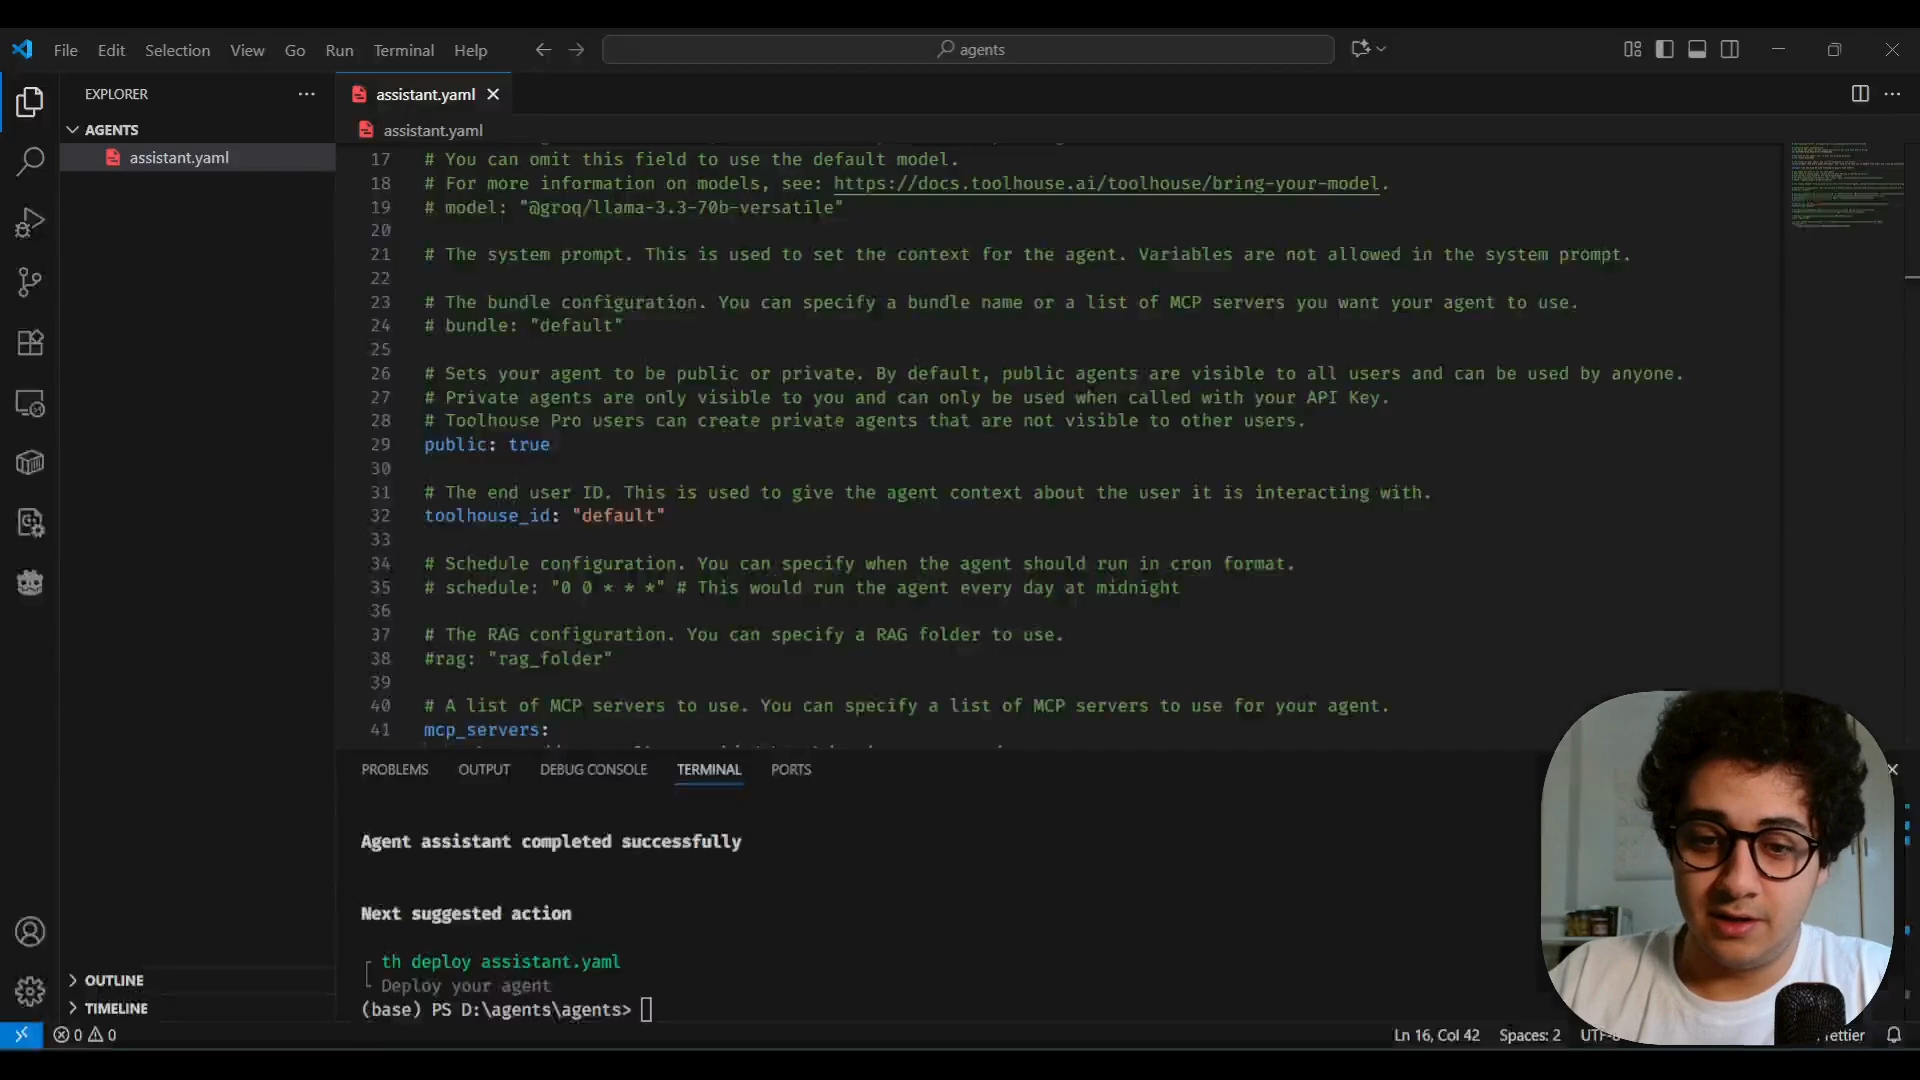 File Edit Selection View Go Run Terminal Help
agents
EXPLORER
AGENTS
assistant.yaml
assistant.yaml
assistant.yaml
17 # You can omit this field to use the default model.
18 # For more information on models, see: https://docs.toolhouse.ai/toolhouse/bring-your-model.
19 # model: "@groq/llama-3.3-70b-versatile"
20
21 # The system prompt. This is used to set the context for the agent. Variables are not allowed in the system prompt.
22
23 # The bundle configuration. You can specify a bundle name or a list of MCP servers you want your agent to use.
24 # bundle: "default"
25
26 # Sets your agent to be public or private. By default, public agents are visible to all users and can be used by anyone.
27 # Private agents are only visible to you and can only be used when called with your API Key.
28 # Toolhouse Pro users can create private agents that are not visible to other users.
29 public: true
30
31 # The end user ID. This is used to give the agent context about the user it is interacting with.
32 toolhouse_id: "default"
33
34 # Schedule configuration. You can specify when the agent should run in cron format.
35 # schedule: "0 0 * * *" # This would run the agent every day at midnight
36
37 # The RAG configuration. You can specify a RAG folder to use.
38 #rag: "rag_folder"
39
40 # A list of MCP servers to use. You can specify a list of MCP servers to use for your agent.
41 mcp_servers:
PROBLEMS OUTPUT DEBUG CONSOLE TERMINAL PORTS
Agent assistant completed successfully
Next suggested action
th deploy assistant.yaml
Deploy your agent
(base) PS D:\agents\agents>
OUTLINE
TIMELINE
0 0
Ln 16, Col 42 Spaces: 2